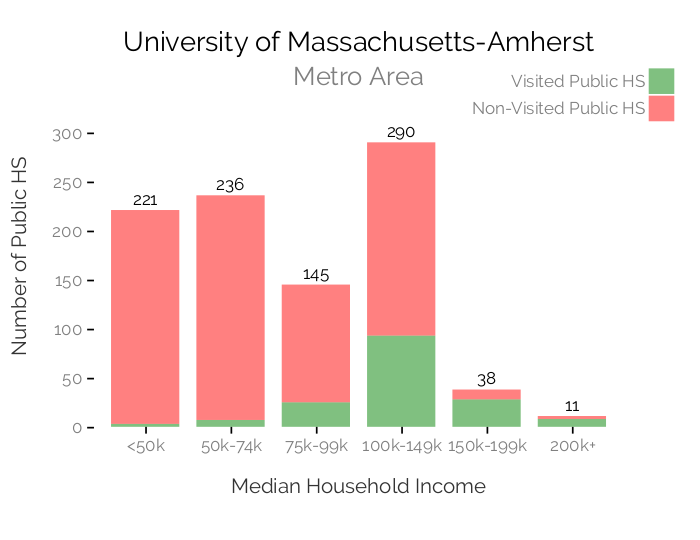 University of Massachusetts-Amherst
Metro Area
Visited Public HS
Non-Visited Public HS
Number of Public HS
300
250
200
150
100
50
0
221
236
145
290
38
11
<50k
50k-74k
75k-99k
100k-149k
150k-199k
200k+
Median Household Income